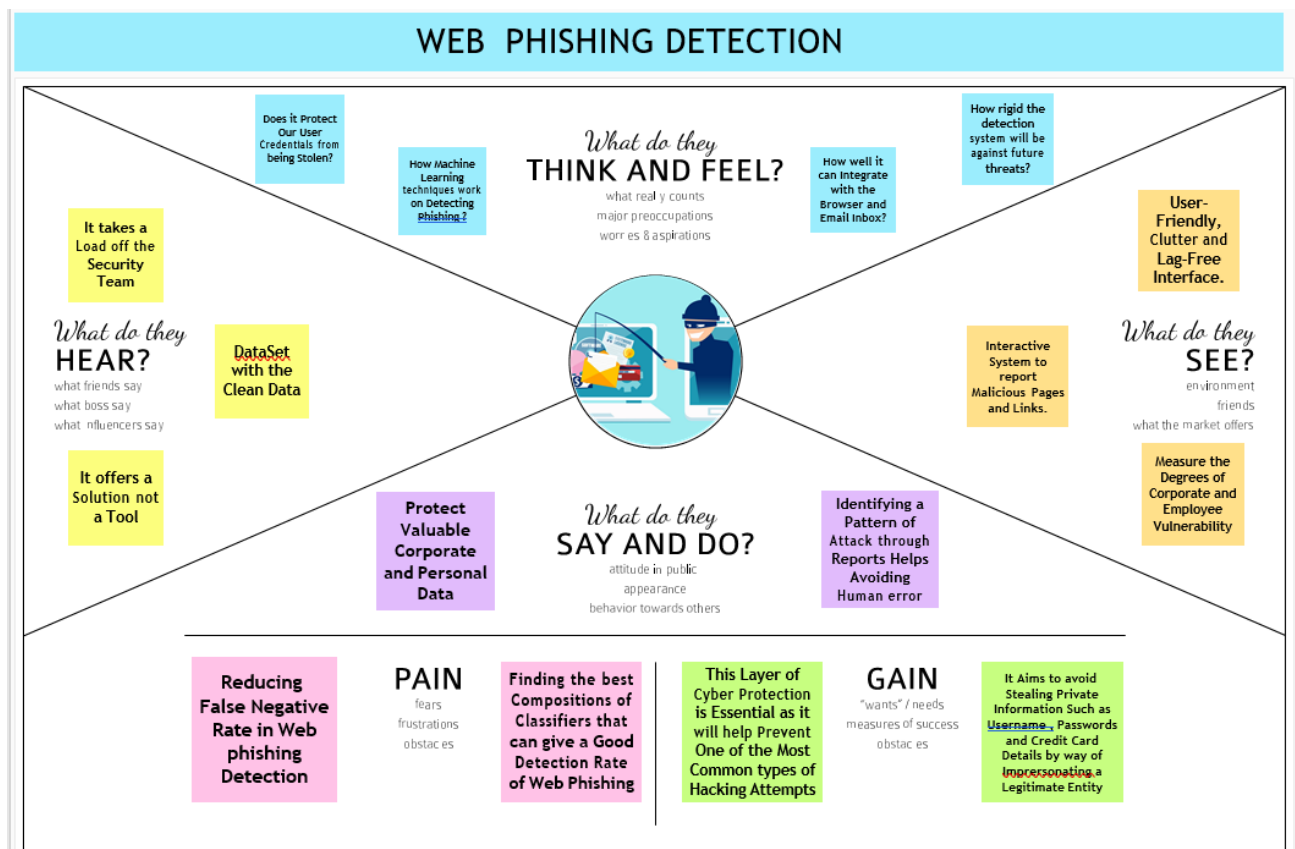 WEB PHISHING DETECTION
Does it Protect
Our User
Credentials from
being Stolen?
How Machine
Learning
techniques work
on Detecting
Phishing ?
What do they
THINK AND FEEL?
what real y counts
major preoccupations
worr es & aspirations
How well it
can Integrate
with the
Browser and
Email Inbox?
How rigid the
detection
system will be
against future
threats?
It takes a
Load off the
Security
Team
What do they
HEAR?
what friends say
what boss say
what nfluencers say
DataSet
with the
Clean Data
It offers a
Solution not
a Tool
User-
Friendly,
Clutter and
Lag-Free
Interface.
Interactive
System to
report
Malicious Pages
and Links.
What do they
SEE?
environment
friends
what the market offers
Measure the
Degrees of
Corporate and
Employee
Vulnerability
Protect
Valuable
Corporate
and Personal
Data
What do they
SAY AND DO?
attitude in public
appearance
behavior towards others
Identifying a
Pattern of
Attack through
Reports Helps
Avoiding
Human error
Reducing
False Negative
Rate in Web
phishing
Detection
PAIN
fears
frustrations
obstac es
Finding the best
Compositions of
Classifiers that
can give a Good
Detection Rate
of Web Phishing
This Layer of
Cyber Protection
is Essential as it
will help Prevent
One of the Most
Common types of
Hacking Attempts
GAIN
"wants" / needs
measures of success
obstac es
It Aims to avoid
Stealing Private
Information Such as
Username , Passwords
and Credit Card
Details by way of
Imprersonating a
Legitimate Entity